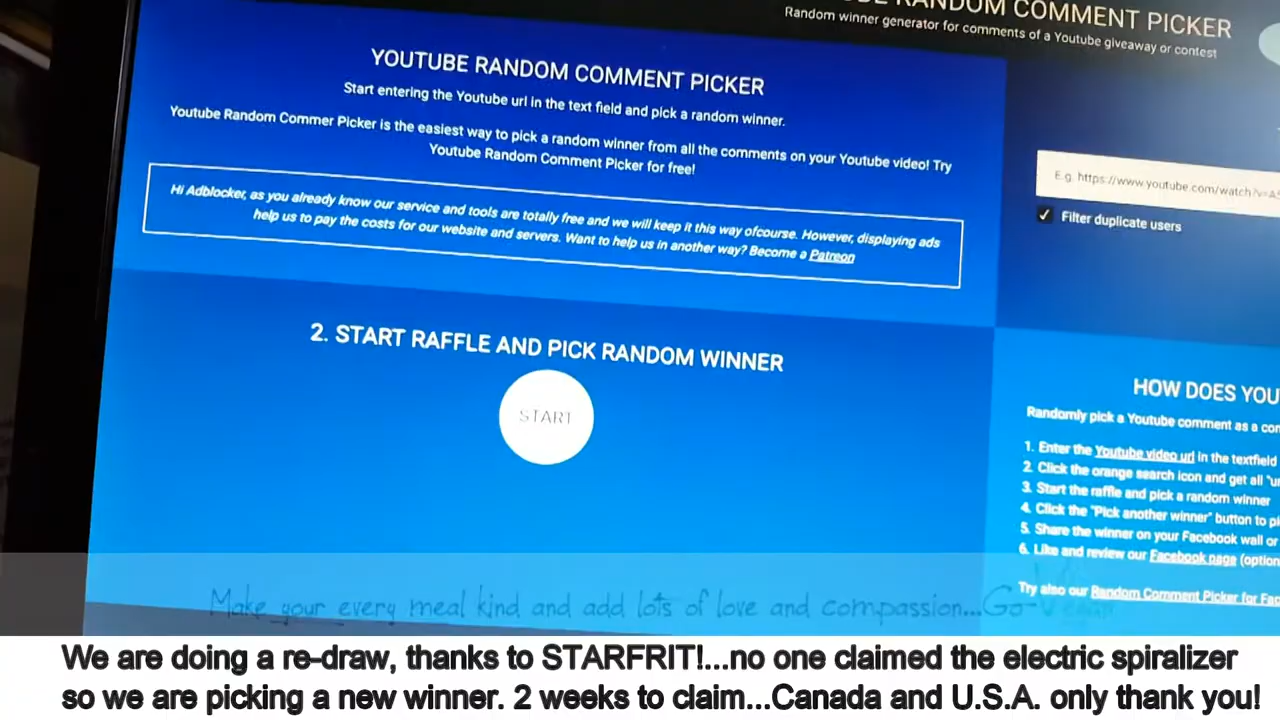 RANDOM COMMENT PICKER
Random winner generator for comments of a Youtube giveaway or contest
YOUTUBE RANDOM COMMENT PICKER
Start entering the Youtube url in the text field and pick a random winner.
Youtube Random Commer Picker is the easiest way to pick a random winner from all the comments on your Youtube video! Try
Youtube Random Comment Picker for free!
Hi Adblocker, as you already know our service and tools are totally free and we will keep it this way ofcourse. However, displaying ads
help us to pay the costs for our website and servers. Want to help us in another way? Become a Patreon
E.g. https://www.youtube.com/watch?v=
Filter duplicate users
2. START RAFFLE AND PICK RANDOM WINNER
START
HOW DOES YOU
Randomly pick a Youtube comment as a
1. Enter the Youtube video url in the textfield
2. Click the orange search icon and get all
3. Start the raffle and pick a random winner
4. Click the "Pick another winner" button to
5. Share the winner on your Facebook wall or
6. Like and review our Facebook page
Try also our Random Comment Picker for
Make your every meal kind and add lots of love and compassion...Go Vegan
We are doing a re-draw, thanks to STARFRIT!...no one claimed the electric spiralizer
so we are picking a new winner. 2 weeks to claim...Canada and U.S.A. only thank you!